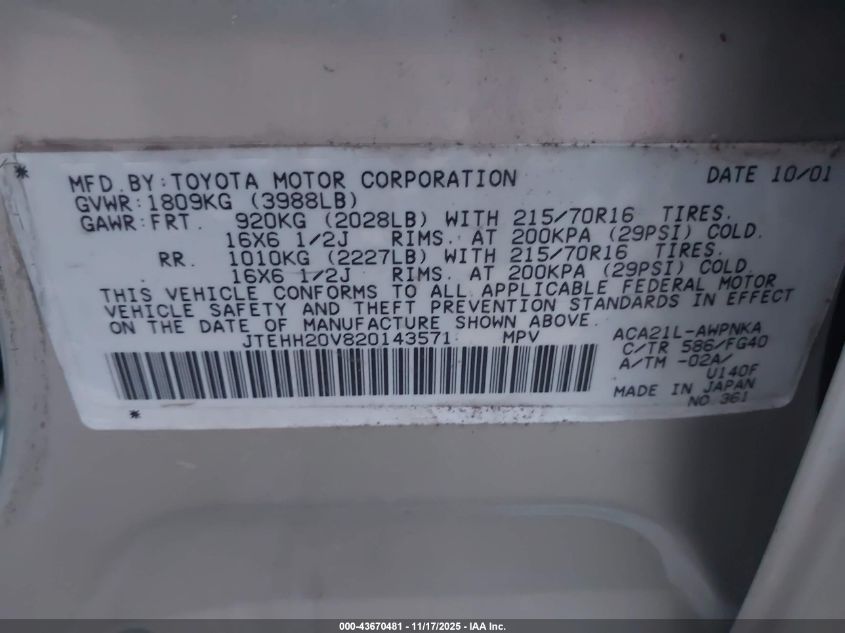 * MFD. BY: TOYOTA MOTOR CORPORATION DATE 10/01
GVWR: 1809KG (3988LB)
GAWR: FRT. 920KG (2028LB) WITH 215/70R16 TIRES.
16X6 1/2J RIMS. AT 200KPA (29PSI) COLD.
RR. 1010KG (2227LB) WITH 215/70R16 TIRES.
16X6 1/2J RIMS. AT 200KPA (29PSI) COLD.
THIS VEHICLE CONFORMS TO ALL APPLICABLE FEDERAL MOTOR
VEHICLE SAFETY AND THEFT PREVENTION STANDARDS IN EFFECT
ON THE DATE OF MANUFACTURE SHOWN ABOVE.
JTEHH20V820143571 MPV
ACA21L-AWPNKA
C/TR 586/FG40
A/TM -02A/
U140F
MADE IN JAPAN
* NO 361
000-43670481 - 11/17/2025 - IAA Inc.